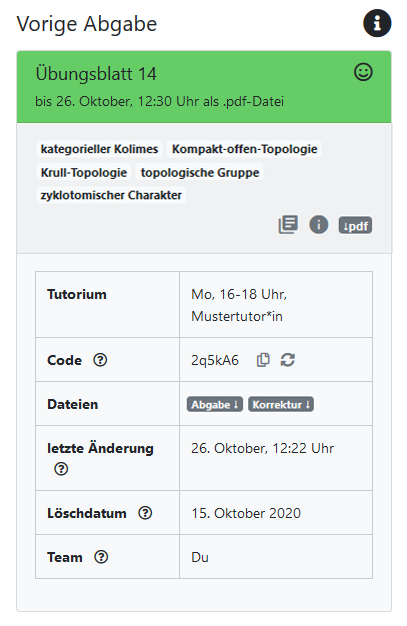 Vorige Abgabe
Übungsblatt 14
bis 26. Oktober, 12:30 Uhr als .pdf-Datei
kategorieller Kolimes Kompakt-offen-Topologie
Krull-Topologie topologische Gruppe
zyklotomischer Charakter
↓pdf
Tutorium Mo, 16-18 Uhr,
Mustertutor*in
Code 2q5kA6
Dateien Abgabe ↓ Korrektur ↓
letzte Änderung 26. Oktober, 12:22 Uhr
Löschdatum 15. Oktober 2020
Team Du